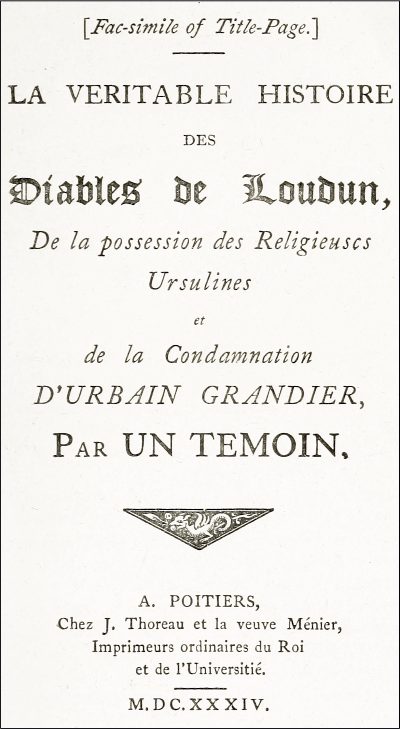 [Fac-simile of Title-Page.]
LA VERITABLE HISTOIRE
DES
Diables de Loudun,
De la possession des Religieuses
Ursulines
et
de la Condamnation
D'URBAIN GRANDIER,
PAR UN TEMOIN,
A. POITIERS,
Chez J. Thoreau et la veuve Ménier,
Imprimeurs ordinaires du Roi
et de l'Universitié.
M.DC.XXXIV.